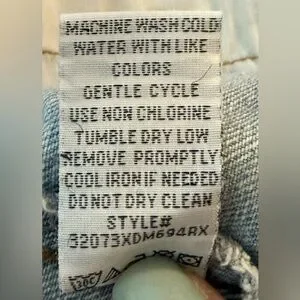 MACHINE WASH COLD
WATER WITH LIKE
COLORS
GENTLE CYCLE
USE NON CHLORINE
TUMBLE DRY LOW
REMOVE PROMPTLY
COOL IRON IF NEEDED
DO NOT DRY CLEAN
STYLE#
32073XDM694RX
30C